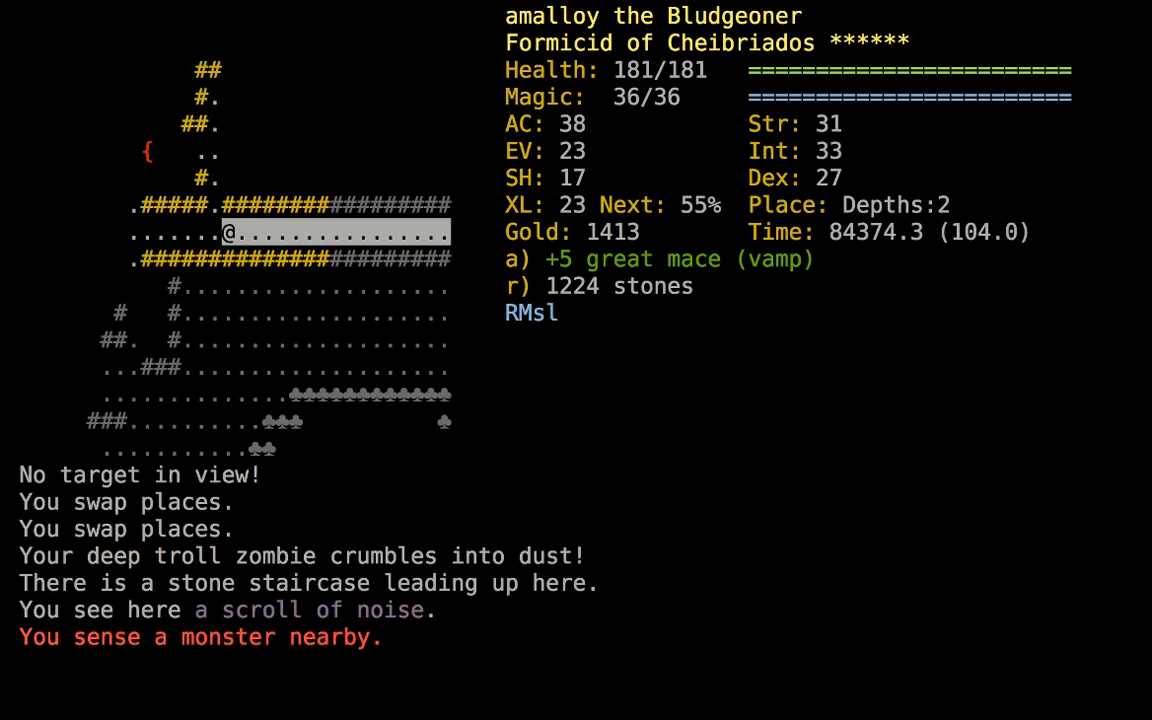 amalloy the Bludgeoner
Formicid of Cheibriados ******
Health: 181/181 ========================
Magic:  36/36 ========================
AC: 38 Str: 31
EV: 23 Int: 33
SH: 17 Dex: 27
XL: 23 Next: 55% Place: Depths:2
Gold: 1413 Time: 84374.3 (104.0)
a) +5 great mace (vamp)
r) 1224 stones
RMsl
##
#.
##.
{   ..
#.
.#####.#################
.......@................
.#######################
#....................
#   #....................
##.  #....................
...###....................
..............♣♣♣♣♣♣♣♣♣♣♣♣
###..........♣♣♣          ♣
...........♣♣
No target in view!
You swap places.
You swap places.
Your deep troll zombie crumbles into dust!
There is a stone staircase leading up here.
You see here a scroll of noise.
You sense a monster nearby.